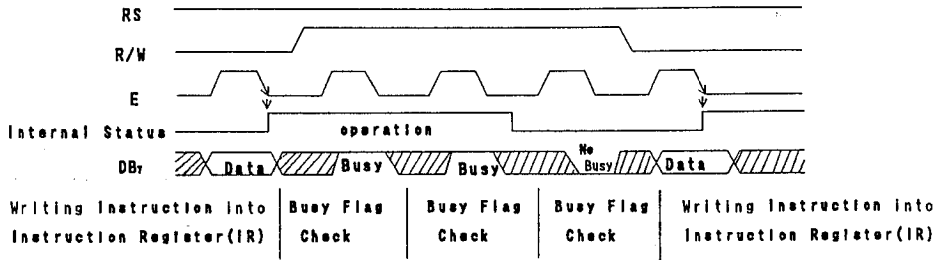 RS
R/W
E
Internal Status operation
DB7 Data Busy Busy No Busy Data
Writing Instruction into Busy Flag Busy Flag Busy Flag Writing Instruction into
Instruction Register(IR) Check Check Check Instruction Register(IR)